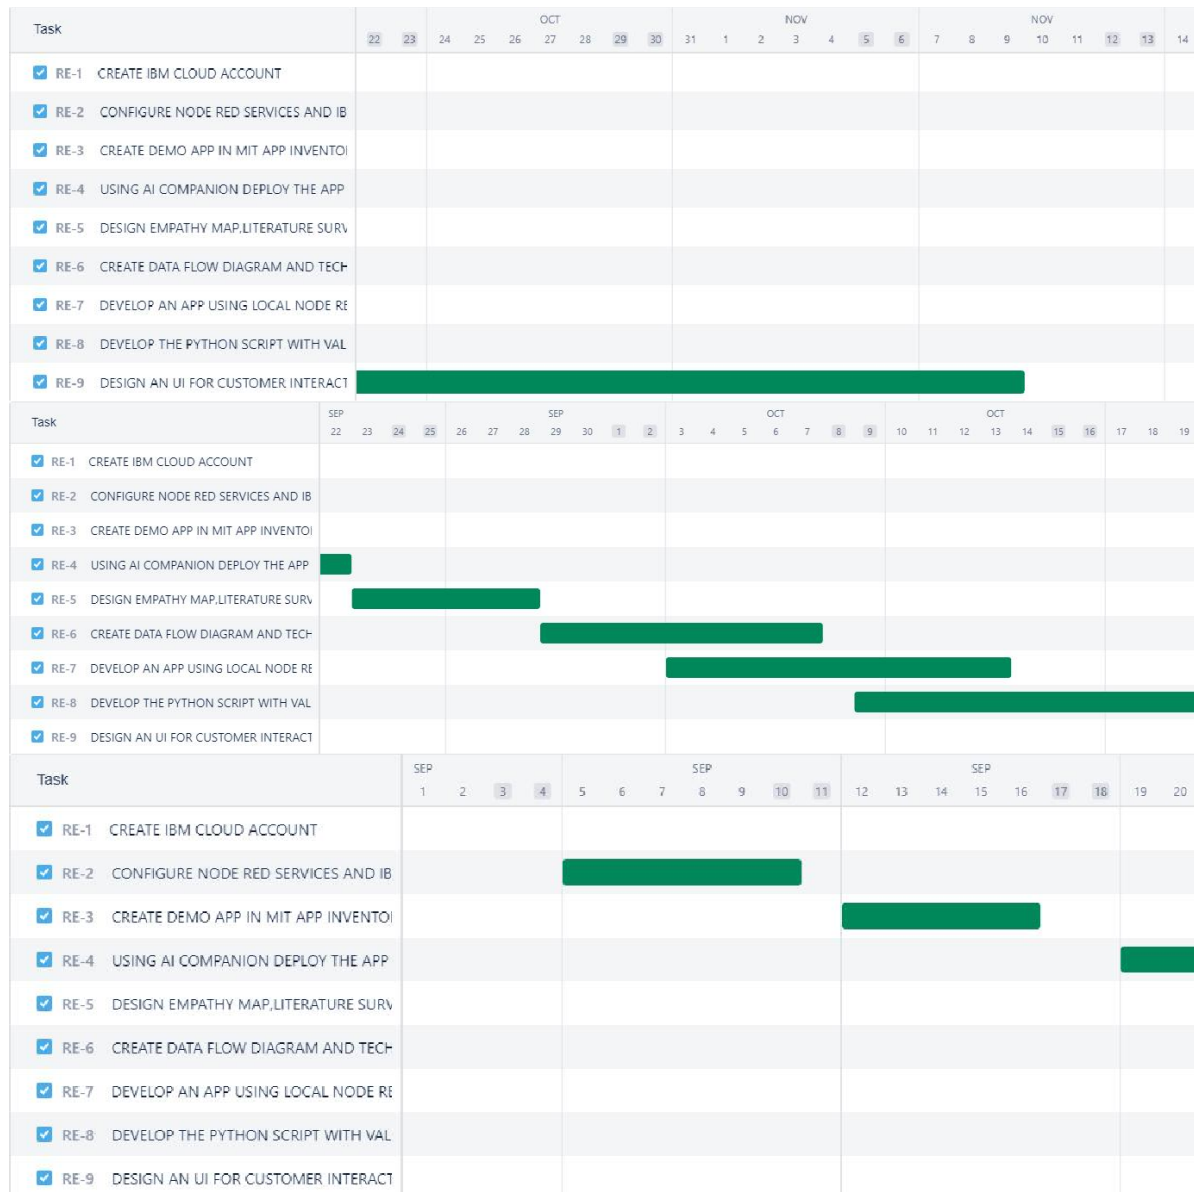 Task
OCT NOV NOV
22 23 24 25 26 27 28 29 30 31 1 2 3 4 5 6 7 8 9 10 11 12 13 14
RE-1 CREATE IBM CLOUD ACCOUNT
RE-2 CONFIGURE NODE RED SERVICES AND IB
RE-3 CREATE DEMO APP IN MIT APP INVENTO
RE-4 USING AI COMPANION DEPLOY THE APP
RE-5 DESIGN EMPATHY MAP,LITERATURE SURV
RE-6 CREATE DATA FLOW DIAGRAM AND TECH
RE-7 DEVELOP AN APP USING LOCAL NODE RE
RE-8 DEVELOP THE PYTHON SCRIPT WITH VAL
RE-9 DESIGN AN UI FOR CUSTOMER INTERACT
Task
SEP SEP OCT OCT
22 23 24 25 26 27 28 29 30 1 2 3 4 5 6 7 8 9 10 11 12 13 14 15 16 17 18 19
RE-1 CREATE IBM CLOUD ACCOUNT
RE-2 CONFIGURE NODE RED SERVICES AND IB
RE-3 CREATE DEMO APP IN MIT APP INVENTO
RE-4 USING AI COMPANION DEPLOY THE APP
RE-5 DESIGN EMPATHY MAP,LITERATURE SURV
RE-6 CREATE DATA FLOW DIAGRAM AND TECH
RE-7 DEVELOP AN APP USING LOCAL NODE RE
RE-8 DEVELOP THE PYTHON SCRIPT WITH VAL
RE-9 DESIGN AN UI FOR CUSTOMER INTERACT
Task
SEP SEP SEP
1 2 3 4 5 6 7 8 9 10 11 12 13 14 15 16 17 18 19 20
RE-1 CREATE IBM CLOUD ACCOUNT
RE-2 CONFIGURE NODE RED SERVICES AND IB
RE-3 CREATE DEMO APP IN MIT APP INVENTO
RE-4 USING AI COMPANION DEPLOY THE APP
RE-5 DESIGN EMPATHY MAP,LITERATURE SURV
RE-6 CREATE DATA FLOW DIAGRAM AND TECH
RE-7 DEVELOP AN APP USING LOCAL NODE RE
RE-8 DEVELOP THE PYTHON SCRIPT WITH VAL
RE-9 DESIGN AN UI FOR CUSTOMER INTERACT